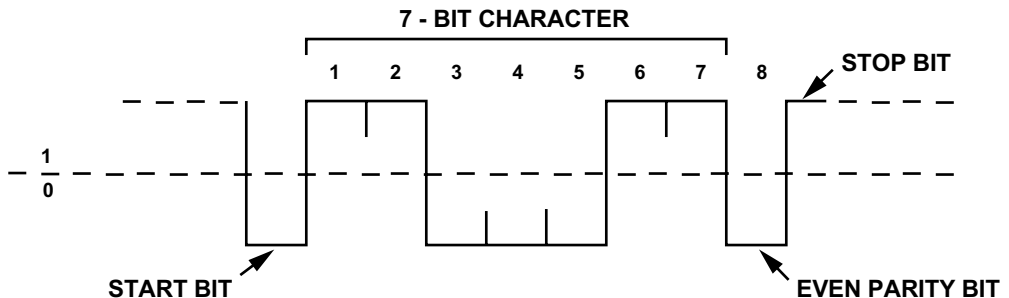 7 - BIT CHARACTER
1 2 3 4 5 6 7 8
STOP BIT
1
0
START BIT
EVEN PARITY BIT